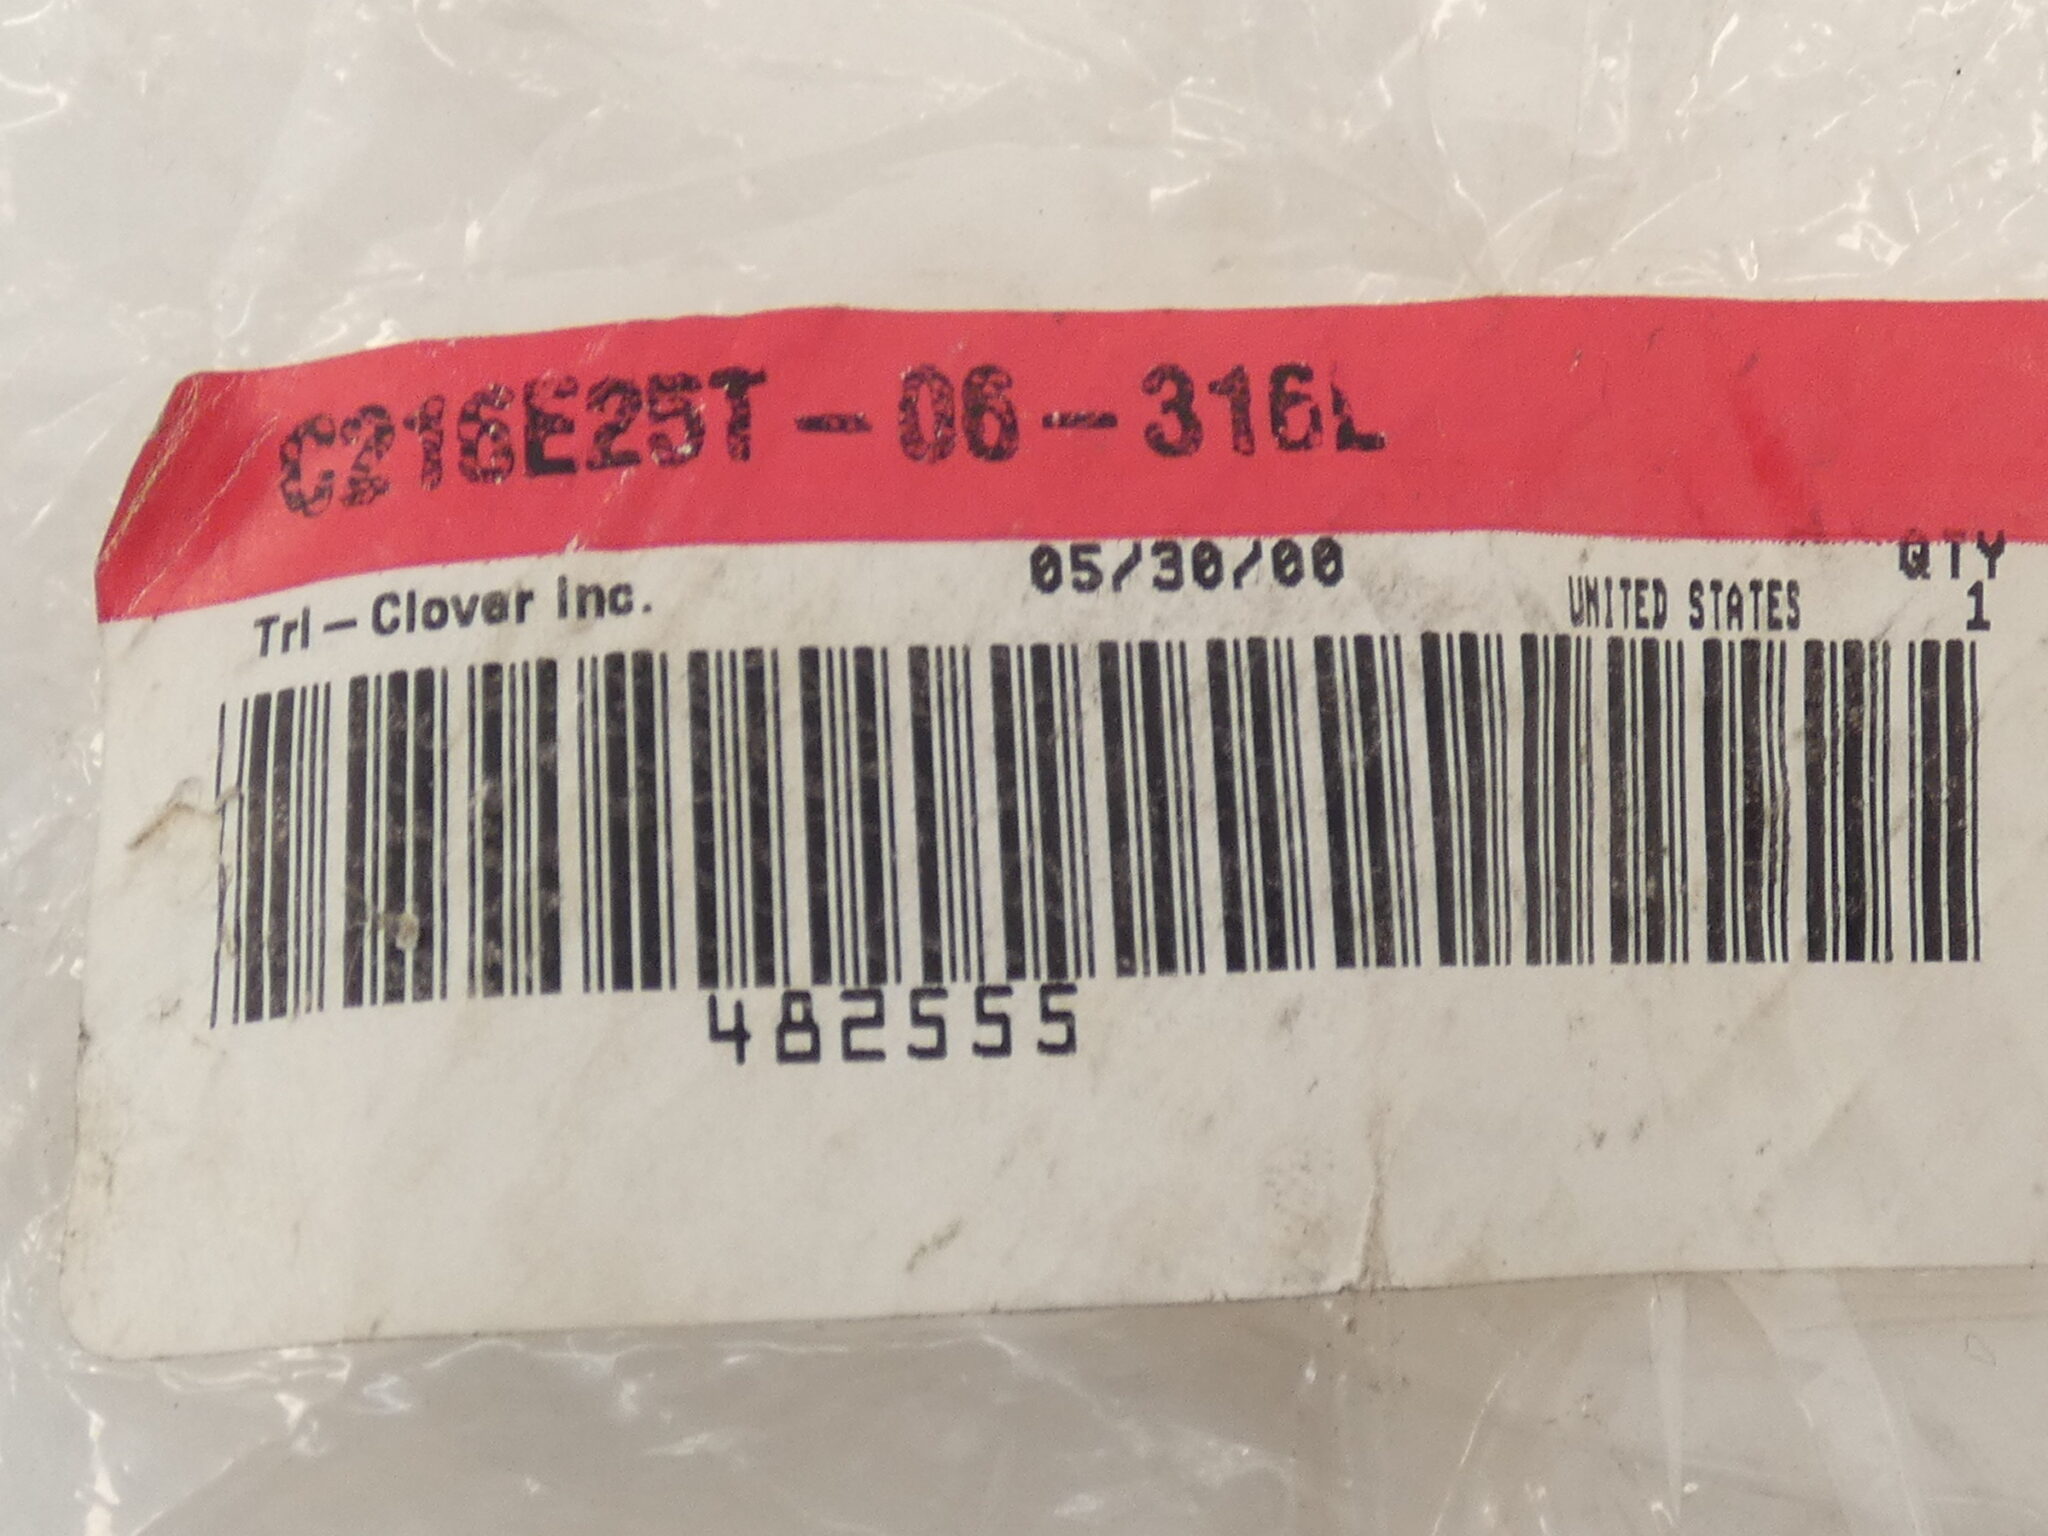 C216E25T-06-316L
05/30/00
QTY
Tri-Clover Inc.
UNITED STATES
1
482555